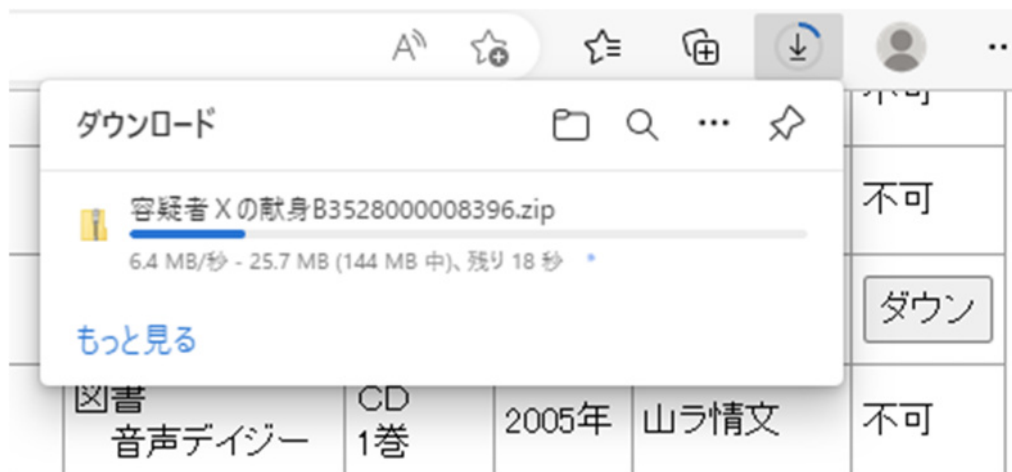 ダウンロード
容疑者Xの献身B3528000008396.zip
6.4 MB/秒 - 25.7 MB (144 MB 中)、残り 18 秒
もっと見る
不可
不可
ダウン
図書
音声デイジー
CD
1巻
2005年
山ラ情文
不可